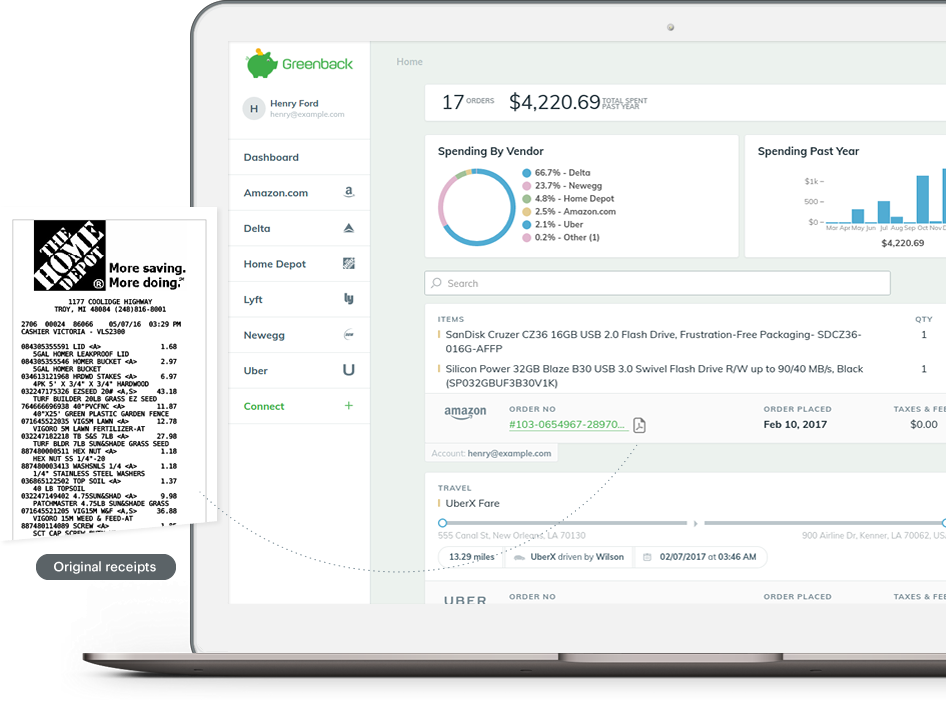 Greenback
Home
H
Henry Ford
henry@example.com
17 ORDERS $4,220.69 TOTAL SPENT
PAST YEAR
Dashboard
Amazon.com
a
Delta
Home Depot
Lyft
ly
Newegg
Uber
U
Connect +
Spending By Vendor
66.7% - Delta
23.7% - Newegg
4.8% - Home Depot
2.5% - Amazon.com
2.1% - Uber
0.2% - Other (1)
Spending Past Year
$1k
500
$0
Mar Apr May Jun Jul Aug Sep Oct Nov
$4,220.69
Search
ITEMS QTY
SanDisk Cruzer CZ36 16GB USB 2.0 Flash Drive, Frustration-Free Packaging- SDCZ36- 1
016G-AFFP
Silicon Power 32GB Blaze B30 USB 3.0 Swivel Flash Drive R/W up to 90/40 MB/s, Black 1
(SP032GBUF3B30V1K)
amazon
ORDER NO ORDER PLACED TAXES & FEE
#103-0654967-28970... Feb 10, 2017 $0.00
Account: henry@example.com
TRAVEL
UberX Fare
555 Canal St, New Orleans, LA 70130 900 Airline Dr, Kenner, LA 70062, USA
13.29 miles UberX driven by Wilson 02/07/2017 at 03:46 AM
UBER ORDER NO ORDER PLACED TAXES & FEE
THE
HOME
DEPOT
®
More saving.
More doing.
1177 COOLIDGE HIGHWAY
TROY, MI 48084 (248)816-8001
2706 00024 86066 05/07/16 03:29 PM
CASHIER VICTORIA - VLS2300
084305355591 LID <A> 1.68
5GAL HOMER LEAKPROOF LID
084305355546 HOMER BUCKET <A> 2.97
5GAL HOMER BUCKET
034613121968 HRDWD STAKES <A> 6.97
4PK 5' X 3/4" X 3/4" HARDWOOD
032247175326 EZSEED 20# <A,S> 43.18
TURF BUILDER 20LB GRASS EZ SEED
764666696938 40"PVCFNC <A> 11.87
40"X25' GREEN PLASTIC GARDEN FENCE
071645522035 VIG5M LAWN <A> 12.78
VIGORO 5M LAWN FERTILIZER-AT
032247182218 TB S&S 7LB <A> 27.98
TURF BLDR 7LB SUN&SHADE GRASS SEED
887480000511 HEX NUT <A> 1.18
HEX NUT SS 1/4"-20
887480003413 WASHSNLS 1/4 <A> 1.18
1/4" STAINLESS STEEL WASHERS
036865122502 TOP SOIL <A> 1.37
40 LB TOPSOIL
032247149402 4.75SUN&SHAD <A> 9.98
PATCHMASTER 4.75LB SUN&SHADE GRASS
071645521205 VIG15M W&F <A,S> 36.88
VIGORO 15M WEED & FEED-AT
887480114089 SCREW <A>
SCT CAP SCREW
Original receipts